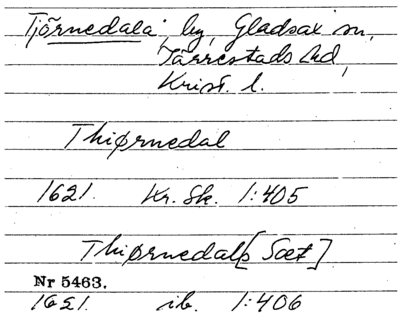 Tjörnedala, by, Gladsax sn,
Järrestads hd,
Krist. l.
Thiørnedal
1621. Kr. Sk. 1:405
Thiørnedals [Sæt]
Nr 5463.
1621. ib. 1:406